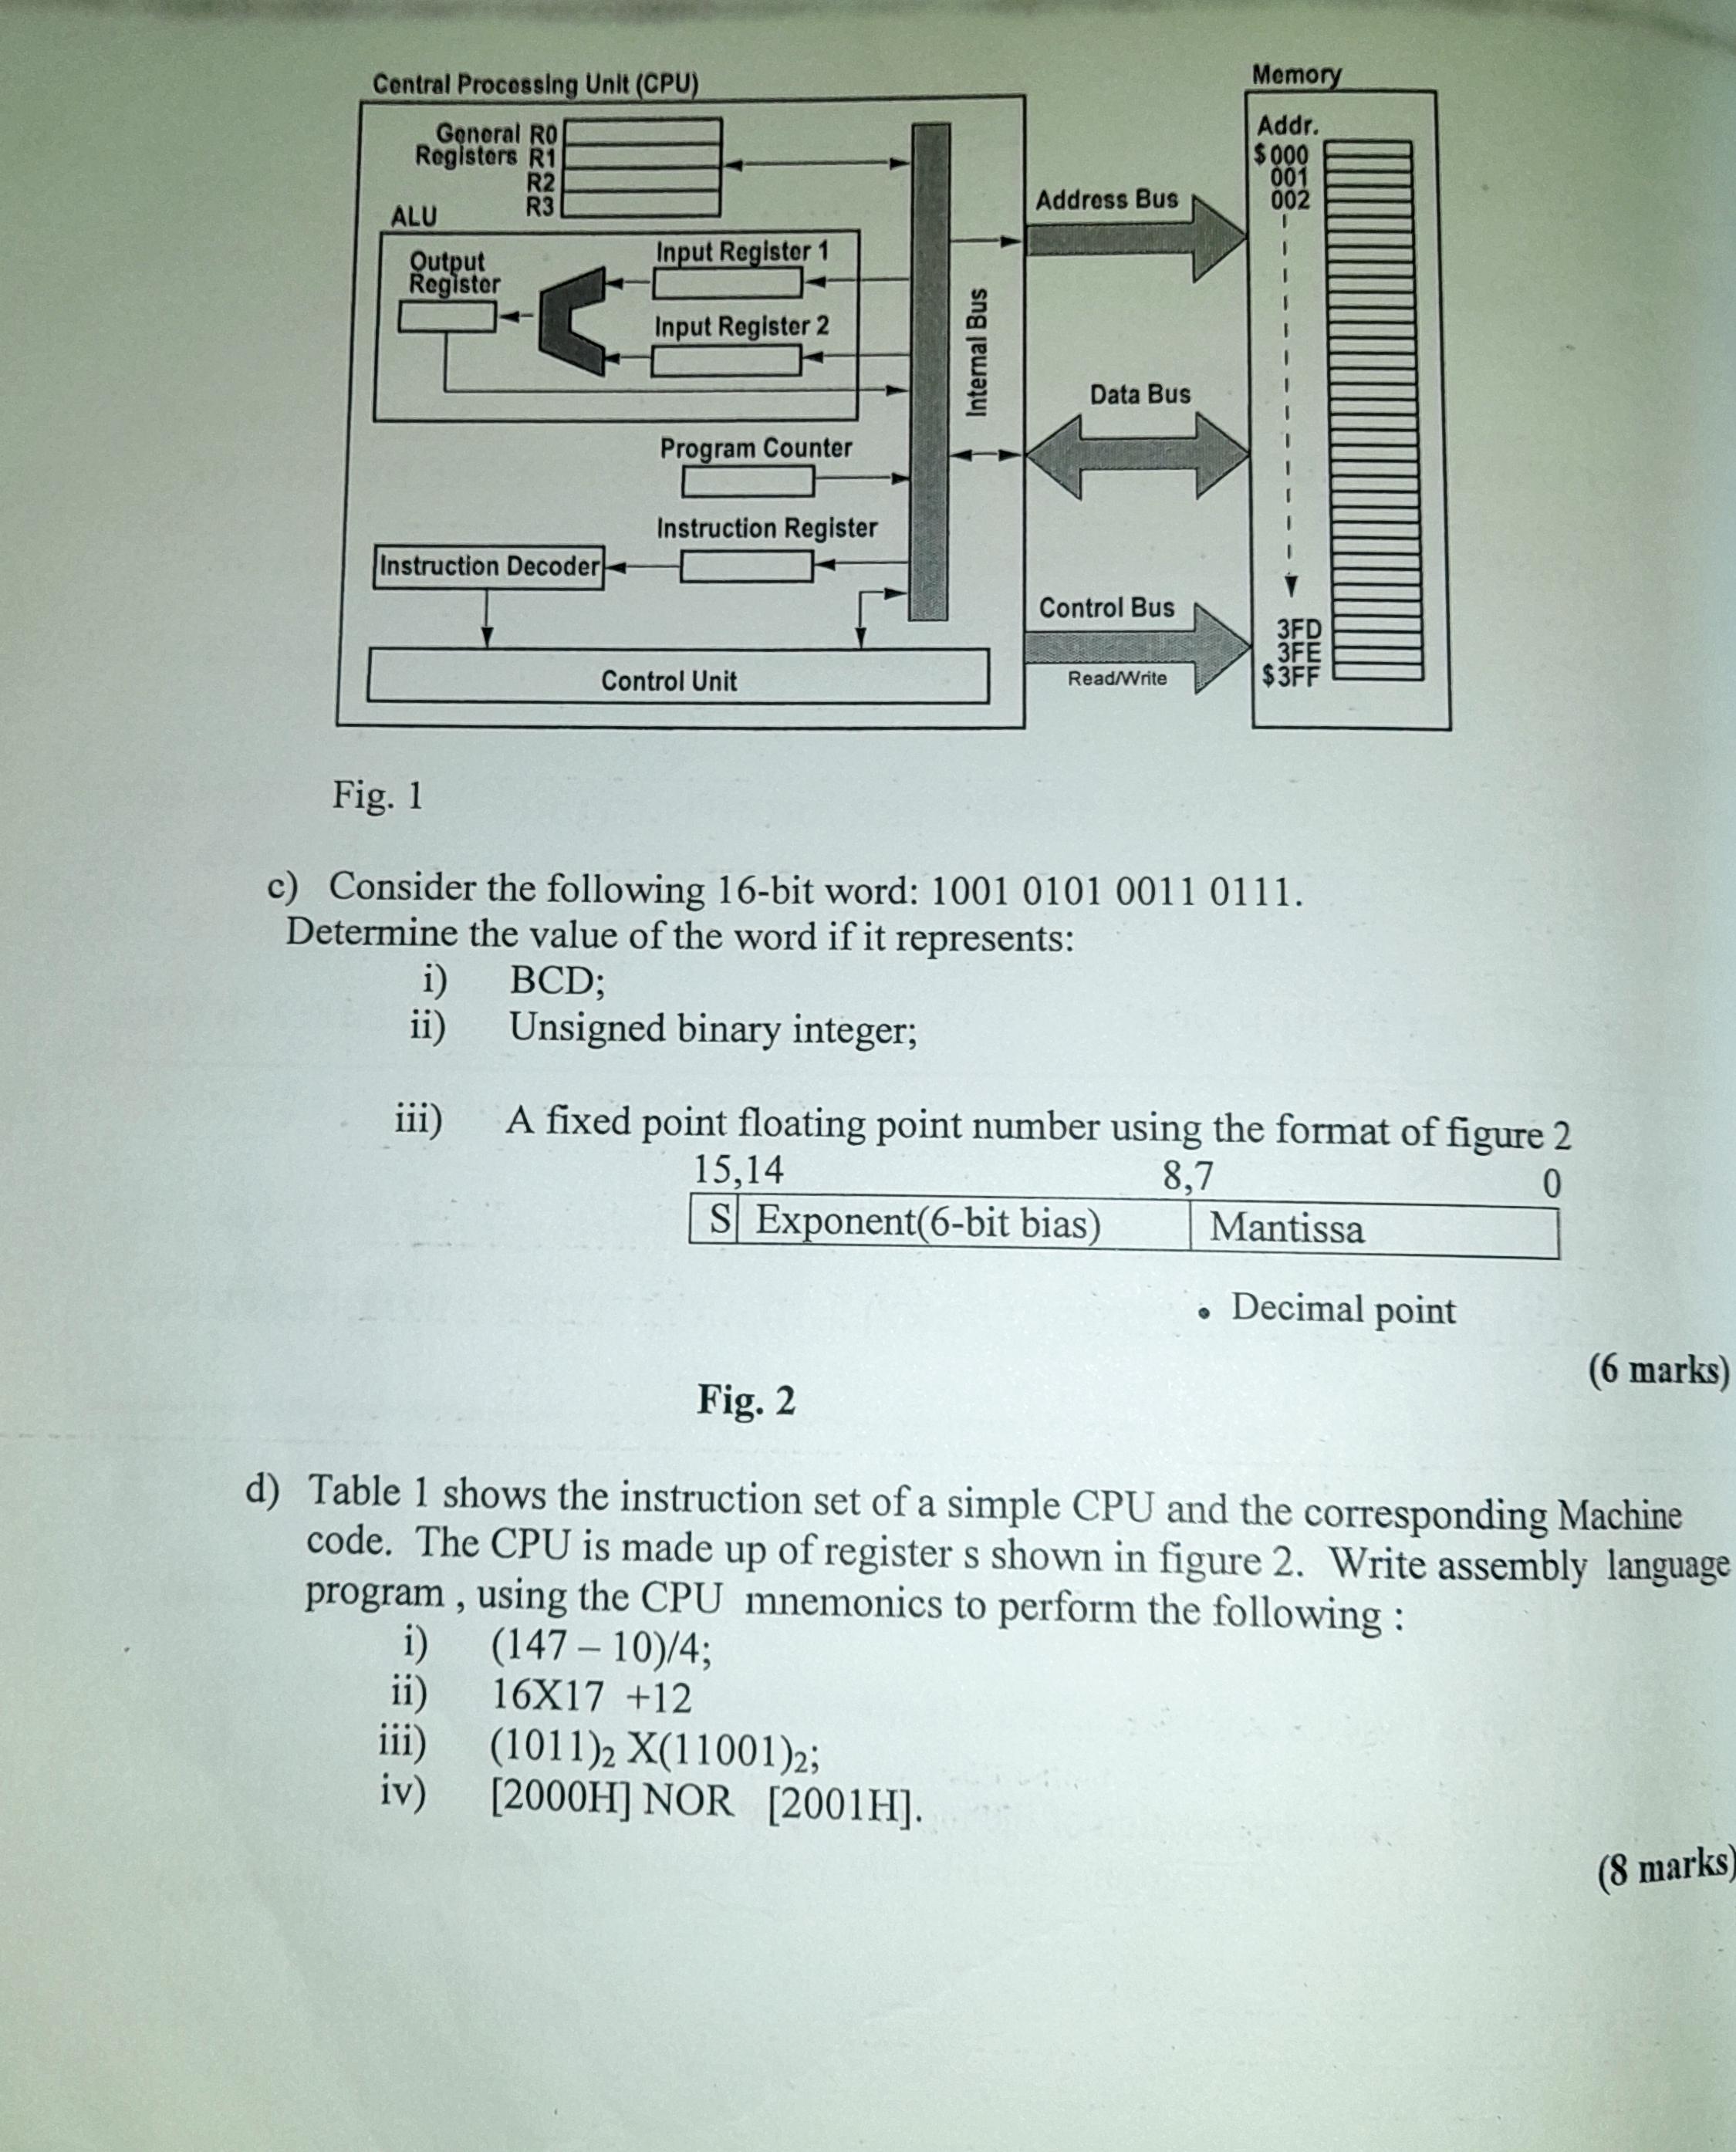 Central Processing Unit (CPU)
Memory
General R0
Registers R1
R2
R3
Addr.
$000
001
002
ALU
Address Bus
Output
Register
Input Register 1
Input Register 2
Internal Bus
Data Bus
Program Counter
Instruction Register
Instruction Decoder
Control Bus
Read/Write
3FD
3FE
$3FF
Control Unit
Fig. 1
c) Consider the following 16-bit word: 1001 0101 0011 0111.
Determine the value of the word if it represents:
i) BCD;
ii) Unsigned binary integer;
iii) A fixed point floating point number using the format of figure 2
15,14 8,7 0
S Exponent(6-bit bias) Mantissa
• Decimal point
(6 marks)
Fig. 2
d) Table 1 shows the instruction set of a simple CPU and the corresponding Machine
code. The CPU is made up of register s shown in figure 2. Write assembly language
program , using the CPU mnemonics to perform the following :
i) (147 – 10)/4;
ii) 16X17 +12
iii) (1011)₂ X(11001)₂;
iv) [2000H] NOR [2001H].
(8 marks)